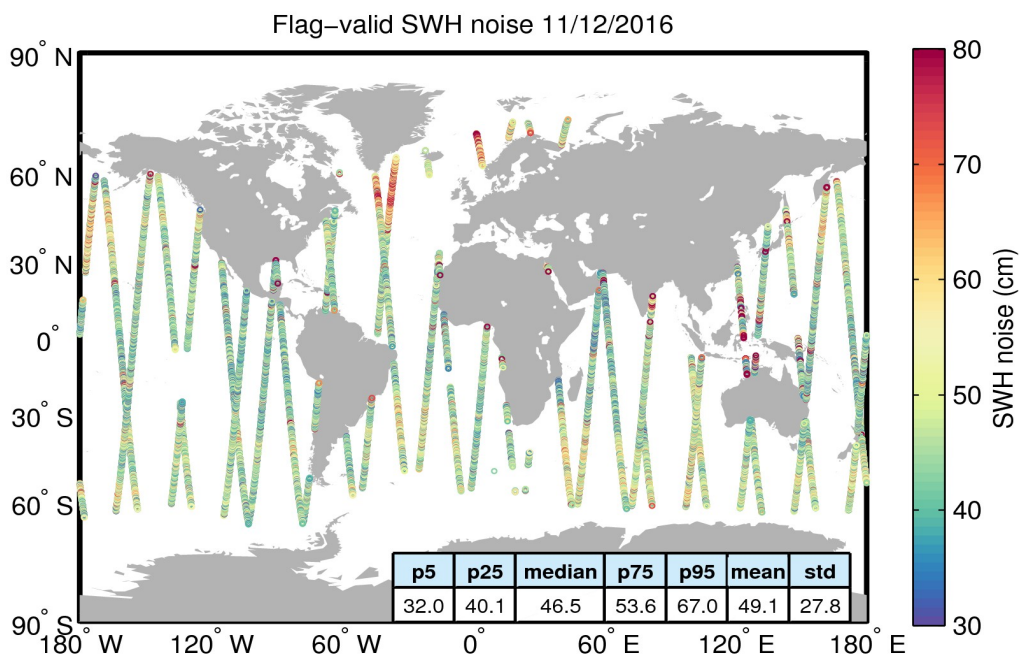 Flag−valid SWH noise 11/12/2016
90° N
60° N
30° N
0°
30° S
60° S
90° S
180° W
120° W
60° W
0°
60° E
120° E
180° E
80
70
60
50
40
30
SWH noise (cm)
p5 p25 median p75 p95 mean std
32.0 40.1 46.5 53.6 67.0 49.1 27.8